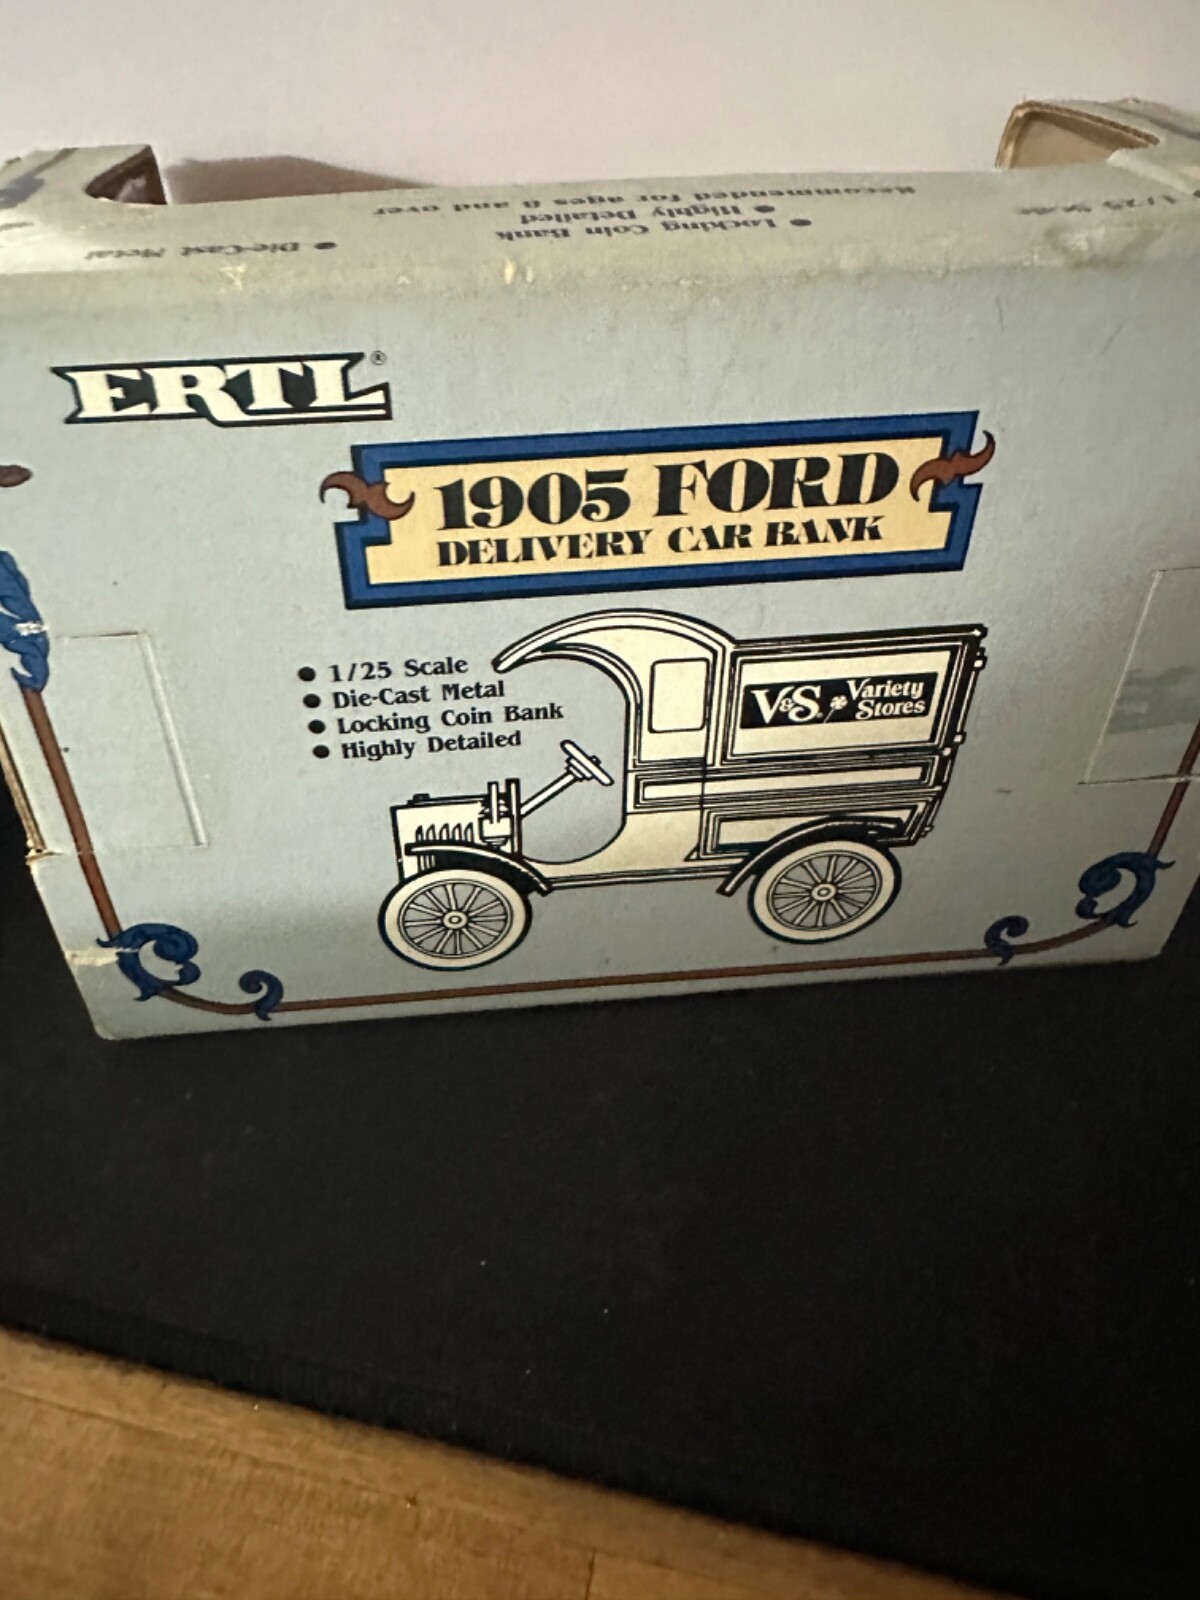 1/25 Scale
● Die-Cast Metal
● Locking Coin Bank
● Highly Detailed
Recommended for ages 8 and over
ERTL®
1905 FORD
DELIVERY CAR BANK
● 1/25 Scale
● Die-Cast Metal
● Locking Coin Bank
● Highly Detailed
V&S® Variety
Stores